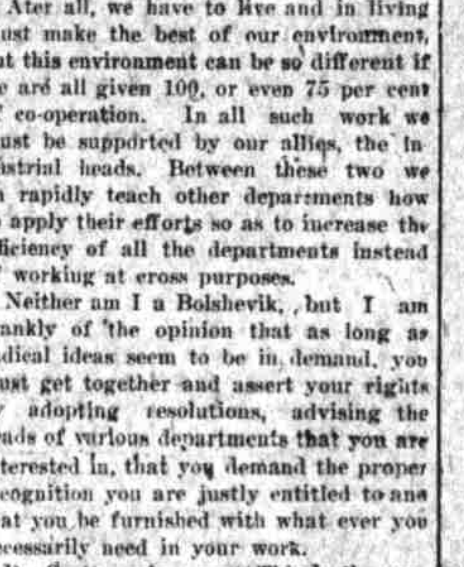 Ater all, we have to live and in living
ust make the best of our environment,
ut this environment can be so different if
e are all given 100, or even 75 per cent
f co-operation. In all such work we
ust be supported by our allies, the in
ustrial heads. Between these two we
n rapidly teach other departments how
o apply their efforts so as to increase the
ficiency of all the departments instead
f working at cross purposes.
Neither am I a Bolshevik, but I am
ankly of the opinion that as long as
dical ideas seem to be in demand, you
ust get together and assert your rights
y adopting resolutions, advising the
eads of various departments that you are
terested in, that you demand the proper
cognition you are justly entitled to and
at you be furnished with what ever you
ecessarily need in your work.